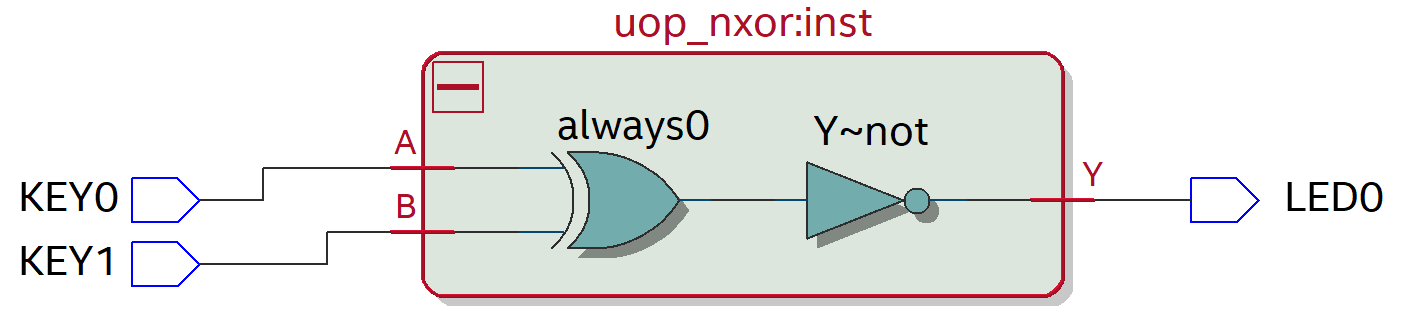 uop_nxor:inst
always0
Y~not
A
Y
KEY0
LED0
B
KEY1